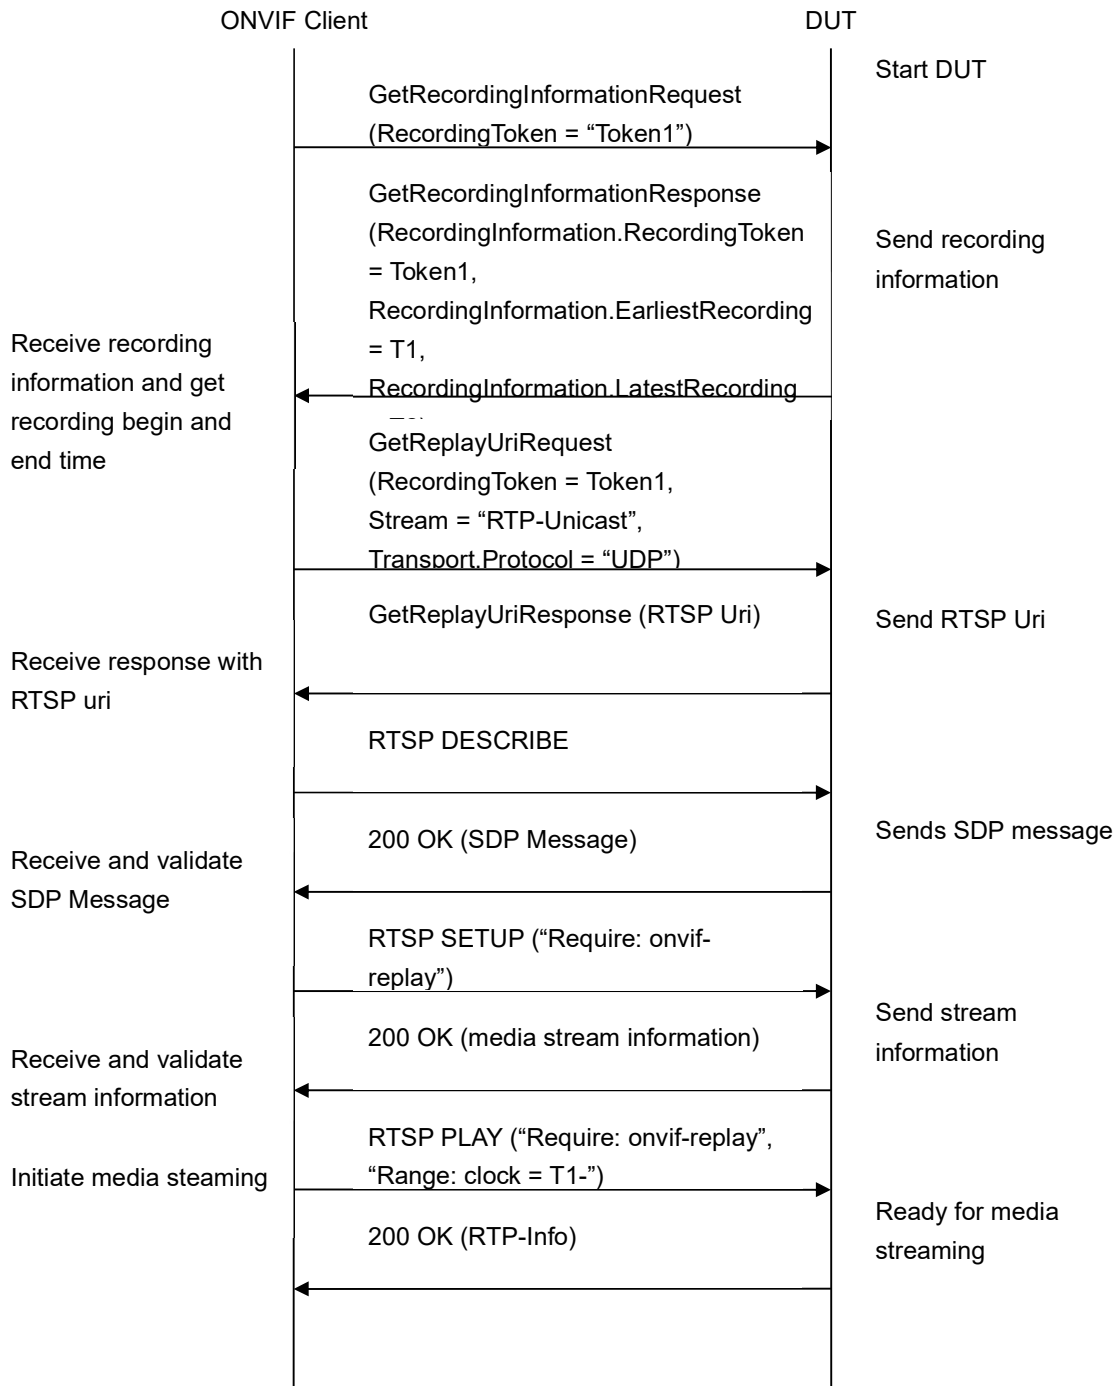 ONVIF Client
DUT
Start DUT
GetRecordingInformationRequest
(RecordingToken = “Token1”)
GetRecordingInformationResponse
(RecordingInformation.RecordingToken
= Token1,
RecordingInformation.EarliestRecording
= T1,
RecordingInformation.LatestRecording
Send recording
information
Receive recording
information and get
recording begin and
end time
GetReplayUriRequest
(RecordingToken = Token1,
Stream = “RTP-Unicast”,
Transport.Protocol = “UDP”)
GetReplayUriResponse (RTSP Uri)
Send RTSP Uri
Receive response with
RTSP uri
RTSP DESCRIBE
200 OK (SDP Message)
Sends SDP message
Receive and validate
SDP Message
RTSP SETUP (“Require: onvif-
replay”)
200 OK (media stream information)
Send stream
information
Receive and validate
stream information
RTSP PLAY (“Require: onvif-replay”,
“Range: clock = T1-”)
Initiate media steaming
200 OK (RTP-Info)
Ready for media
streaming